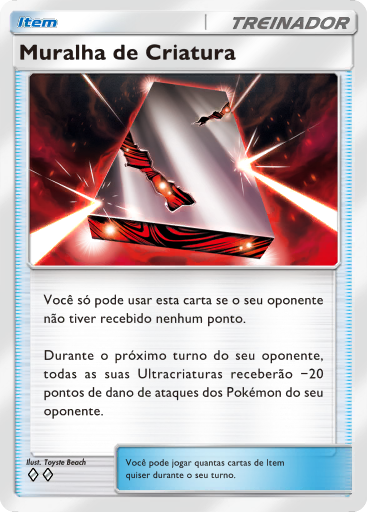 Item
TREINADOR
Muralha de Criatura
Você só pode usar esta carta se o seu oponente
não tiver recebido nenhum ponto.
Durante o próximo turno do seu oponente,
todas as suas Ultracriaturas receberão −20
pontos de dano de ataques dos Pokémon do seu
oponente.
Ilust. Toyste Beach
Você pode jogar quantas cartas de Item
quiser durante o seu turno.